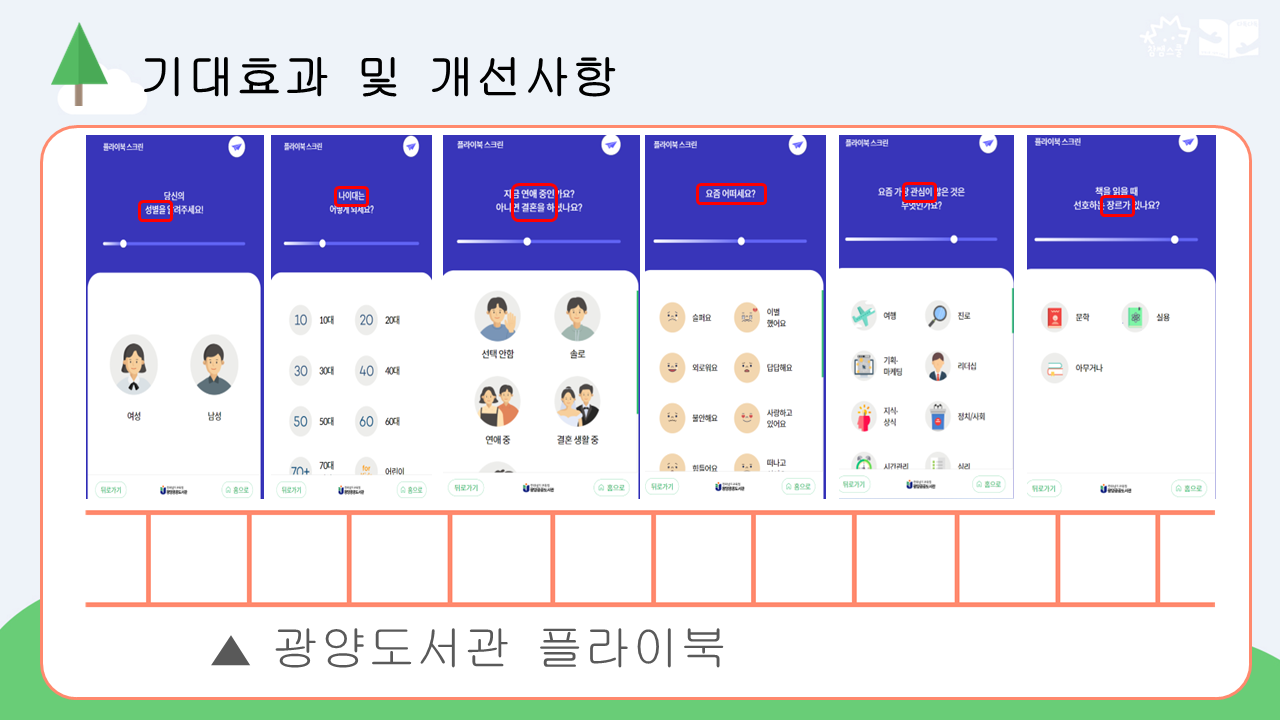 기대효과 및 개선사항
플라이북 스크린
당신의
성별을 알려주세요!
여성
남성
뒤로가기
광양중앙도서관
홈으로
플라이북 스크린
나이대는
어떻게 되세요?
10
10대
20
20대
30
30대
40
40대
50
50대
60
60대
70+
70대
for
어린이
뒤로가기
홈으로
플라이북 스크린
지금 연애 중인가요?
아니면 결혼을 하셨나요?
선택 안함
솔로
연애 중
결혼 생활 중
뒤로가기
홈으로
플라이북 스크린
요즘 어떠세요?
슬퍼요
이별
했어요
외로워요
답답해요
불안해요
사랑하고
있어요
힘들어요
떠나고
뒤로가기
홈으로
플라이북 스크린
요즘 가장 관심이 많은 것은
무엇인가요?
여행
진로
기획·
마케팅
리더십
지식·
상식
정치/사회
시간관리
심리
뒤로가기
홈으로
플라이북 스크린
책을 읽을 때
선호하는 장르가 있나요?
문학
실용
아무거나
뒤로가기
홈으로
▲ 광양도서관 플라이북